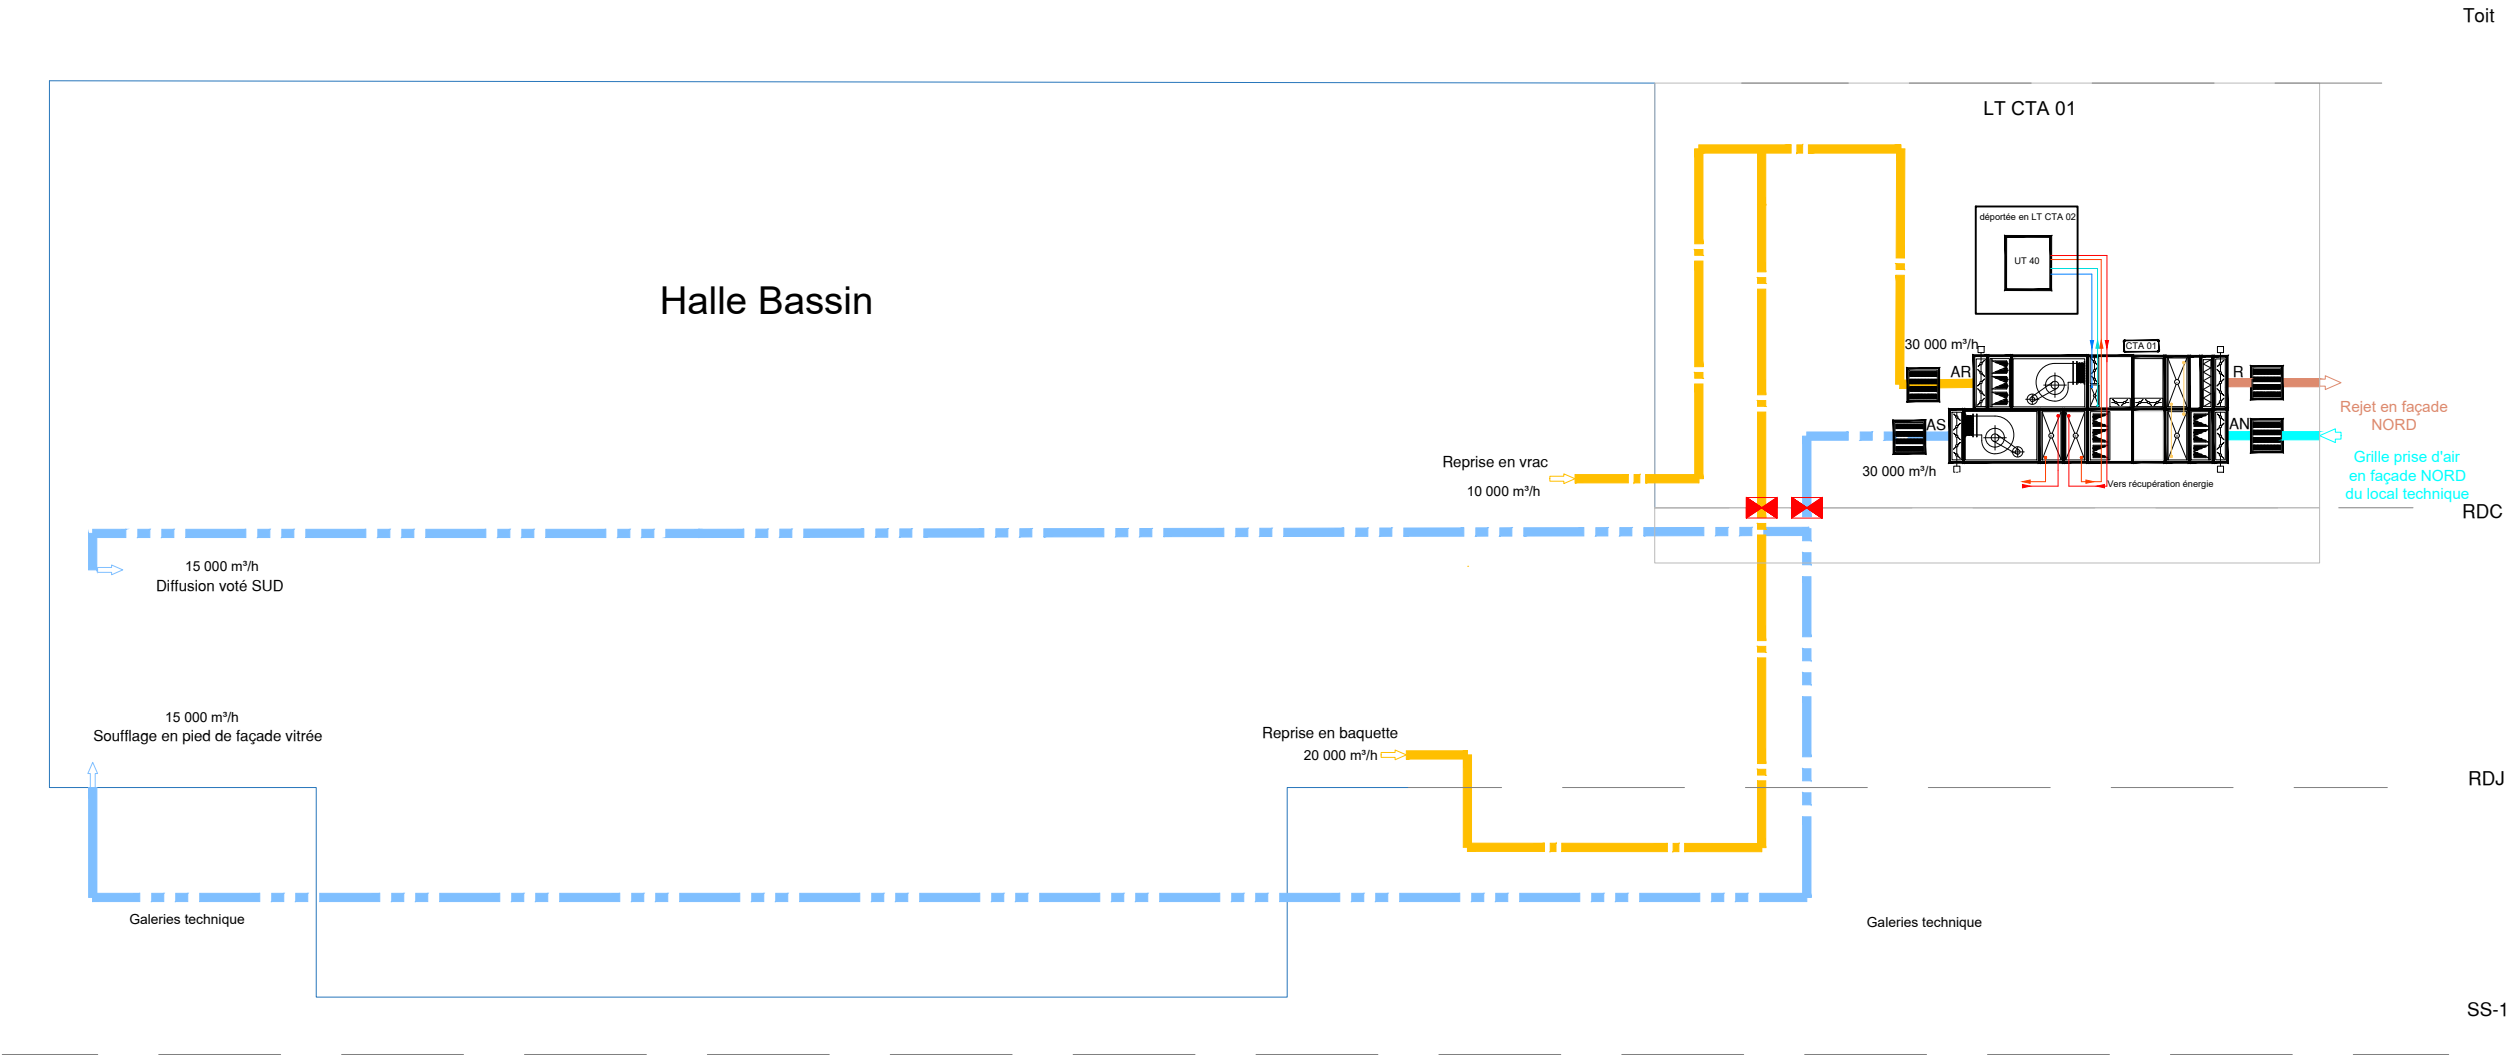 Toit
LT CTA 01
déportée en LT CTA 02
UT 40
Halle Bassin
30 000 m³/h
CTA 01
AR
R
Rejet en façade
NORD
AS
AN
Grille prise d'air
en façade NORD
du local technique
30 000 m³/h
Vers récupération énergie
Reprise en vrac
10 000 m³/h
RDC
15 000 m³/h
Diffusion voté SUD
15 000 m³/h
Soufflage en pied de façade vitrée
Reprise en baquette
20 000 m³/h
RDJ
Galeries technique
Galeries technique
SS-1